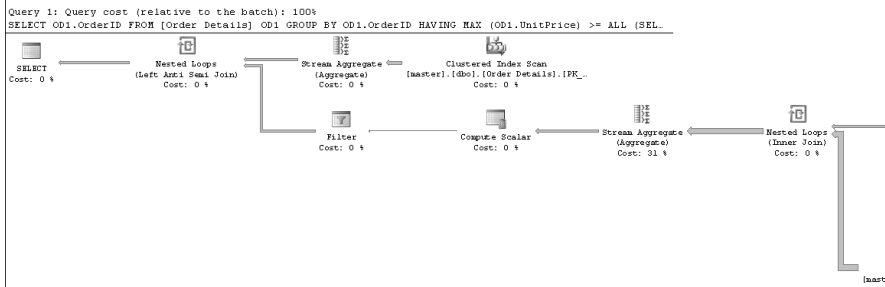 Query 1: Query cost (relative to the batch): 100%
SELECT OD1.OrderID FROM [Order Details] OD1 GROUP BY OD1.OrderID HAVING MAX (OD1.UnitPrice) >= ALL (SEL…
SELECT
Cost: 0 %
Nested Loops
(Left Anti Semi Join)
Cost: 0 %
Stream Aggregate
(Aggregate)
Cost: 0 %
Clustered Index Scan
[master].[dbo].[Order Details].[PK_…
Cost: 0 %
Filter
Cost: 0 %
Compute Scalar
Cost: 0 %
Stream Aggregate
(Aggregate)
Cost: 31 %
Nested Loops
(Inner Join)
Cost: 0 %
[mast